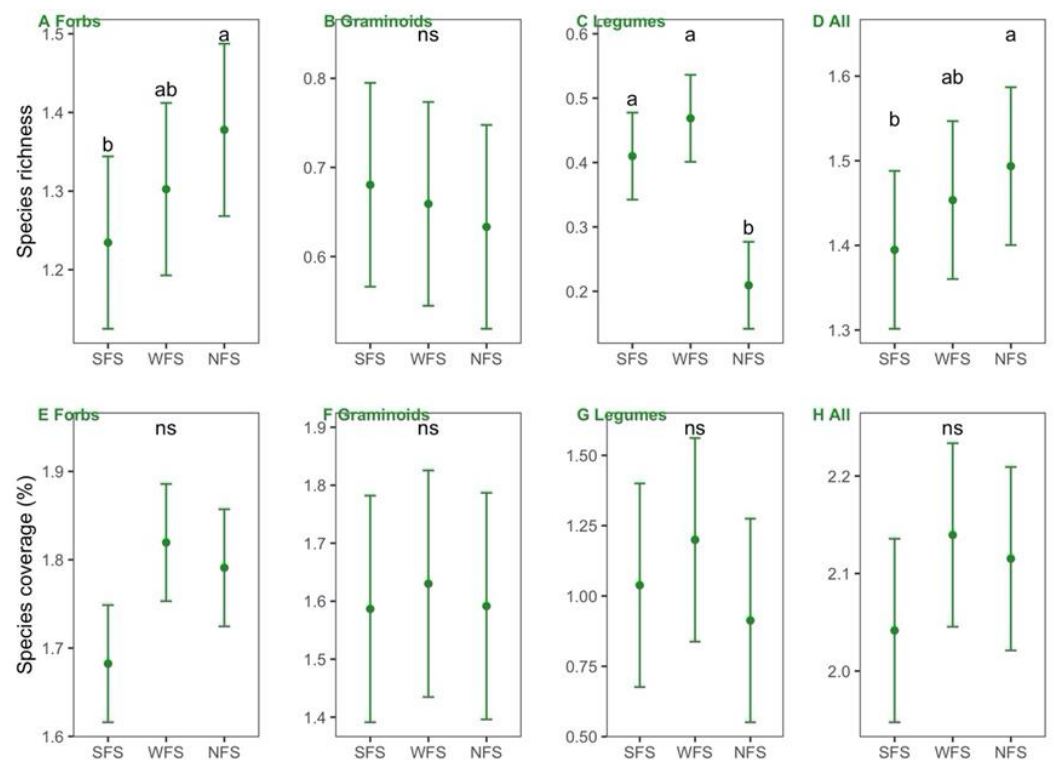 A Forbs
B Graminoids
C Legumes
D All
Species richness
1.5
1.4
1.3
1.2
b
ab
a
SFS WFS NFS
0.8
0.7
0.6
ns
SFS WFS NFS
0.6
0.5
0.4
0.3
0.2
a
a
b
SFS WFS NFS
1.6
1.5
1.4
1.3
b
ab
a
SFS WFS NFS
E Forbs
F Graminoids
G Legumes
H All
Species coverage (%)
1.9
1.8
1.7
1.6
ns
SFS WFS NFS
1.9
1.8
1.7
1.6
1.5
1.4
ns
SFS WFS NFS
1.50
1.25
1.00
0.75
0.50
ns
SFS WFS NFS
2.2
2.1
2.0
ns
SFS WFS NFS